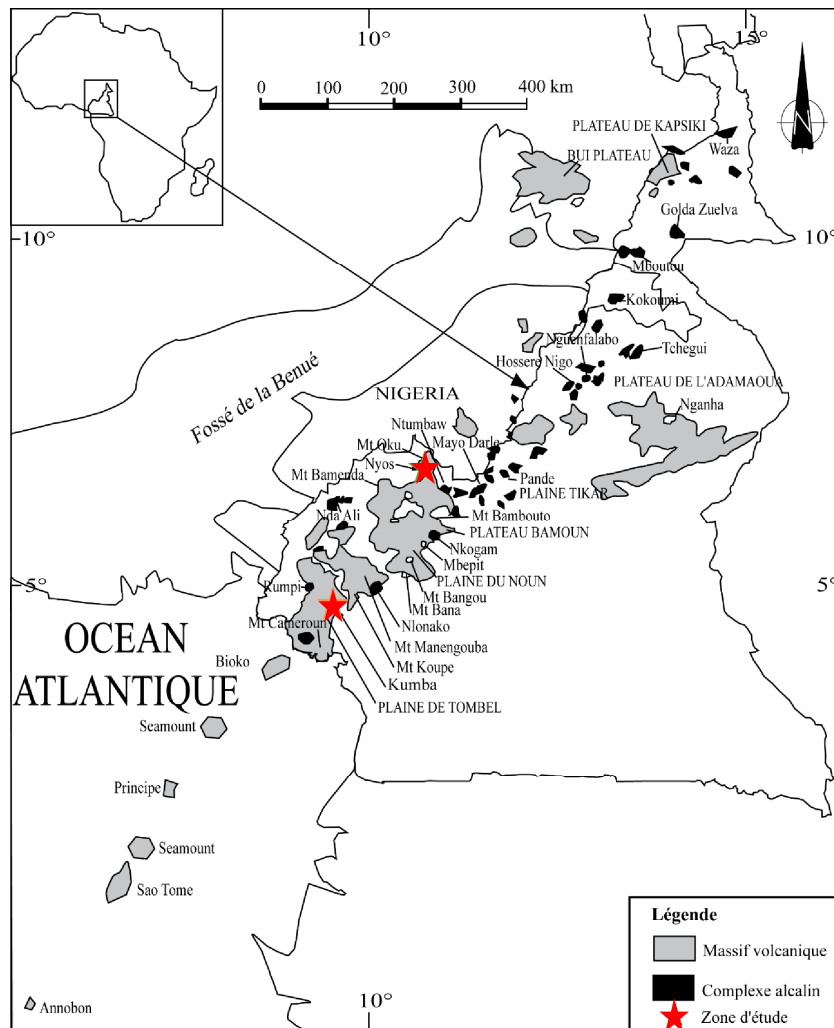 10°
15°
0 100 200 300 400 km
N
PLATEAU DE KAPSIKI
Waza
BUI PLATEAU
Golda Zuelva
10°
10°
Mboutou
Kokoumi
Nguenfalabo
Tchegui
Hossere Nigo
PLATEAU DE L'ADAMAOUA
Fossé de la Benué
NIGERIA
Nganha
Ntumbaw
Mt Oku
Mayo Darle
Nyos
Mt Bamenda
Pande
PLAINE TIKAR
Nda Ali
Mt Bambouto
PLATEAU BAMOUN
Nkogam
Mbepit
PLAINE DU NOUN
5°
5°
Rumpi
Mt Bangou
Mt Bana
Nlonako
Mt Cameroun
Mt Manengouba
OCEAN
ATLANTIQUE
Bioko
Mt Koupe
Kumba
PLAINE DE TOMBEL
Seamount
Principe
Seamount
Sao Tome
Annobon
10°
Légende
Massif volcanique
Complexe alcalin
Zone d'étude